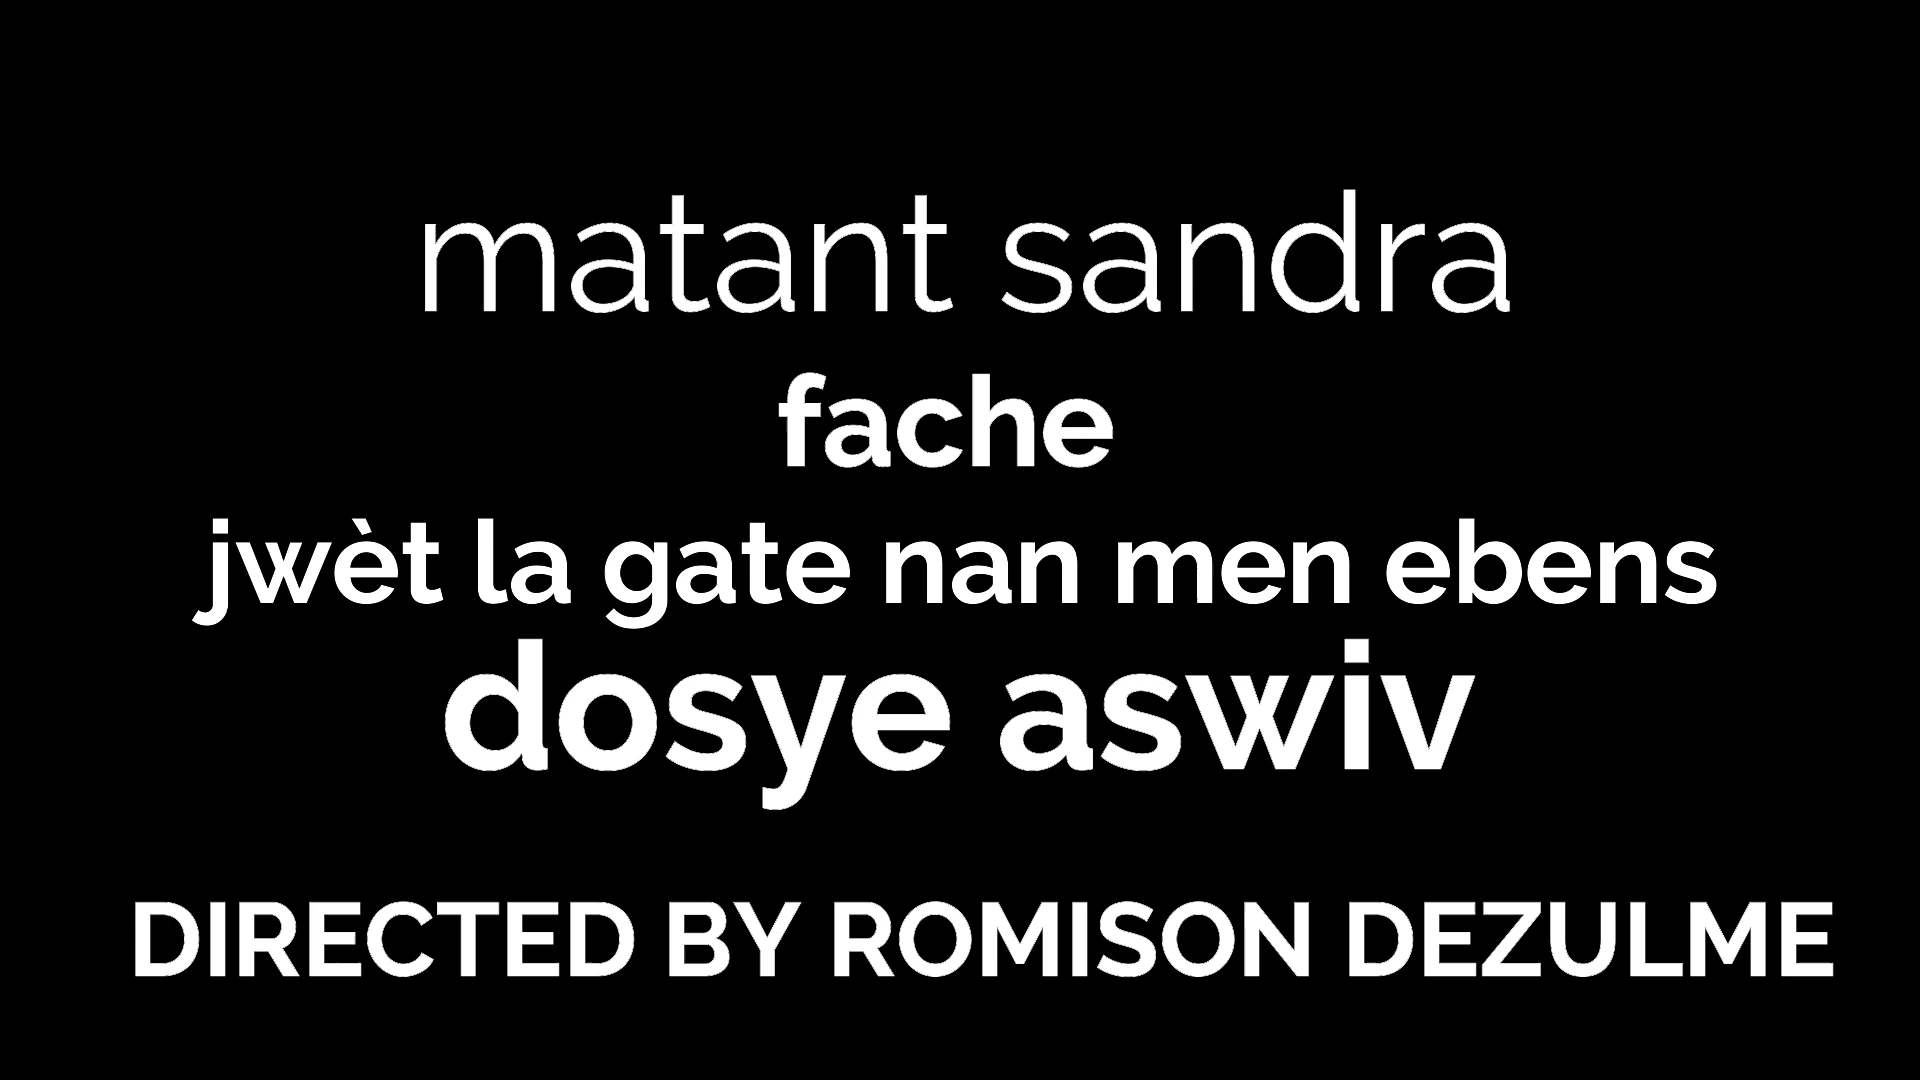 matant sandra
fache
jwèt la gate nan men ebens
dosye aswiv
DIRECTED BY ROMISON DEZULME